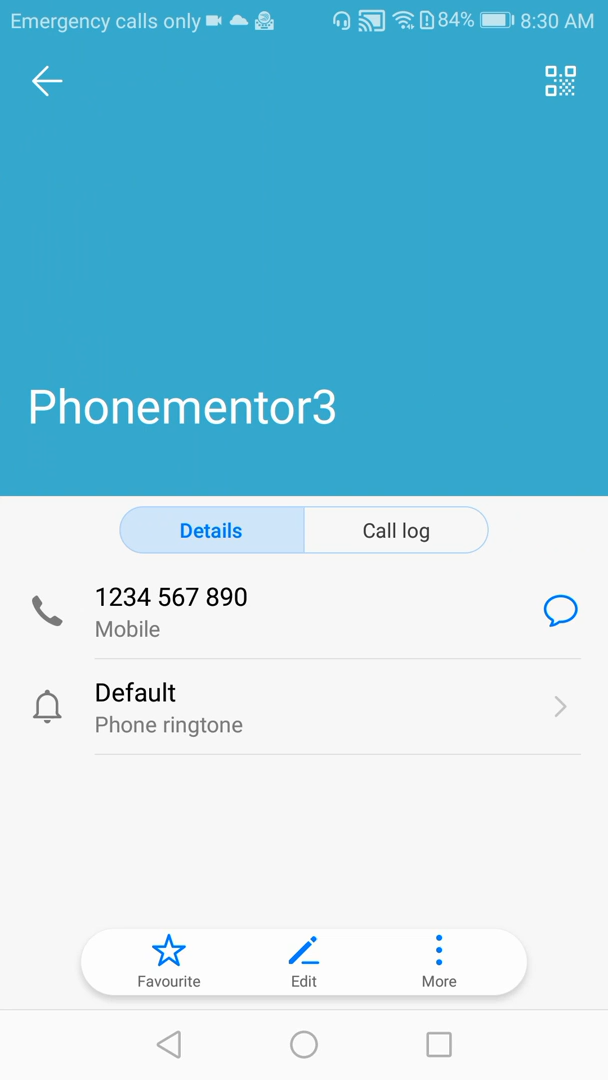 Emergency calls only 84% 8:30 AM
Phonementor3
Details Call log
1234 567 890
Mobile
Default
Phone ringtone
Favourite Edit More